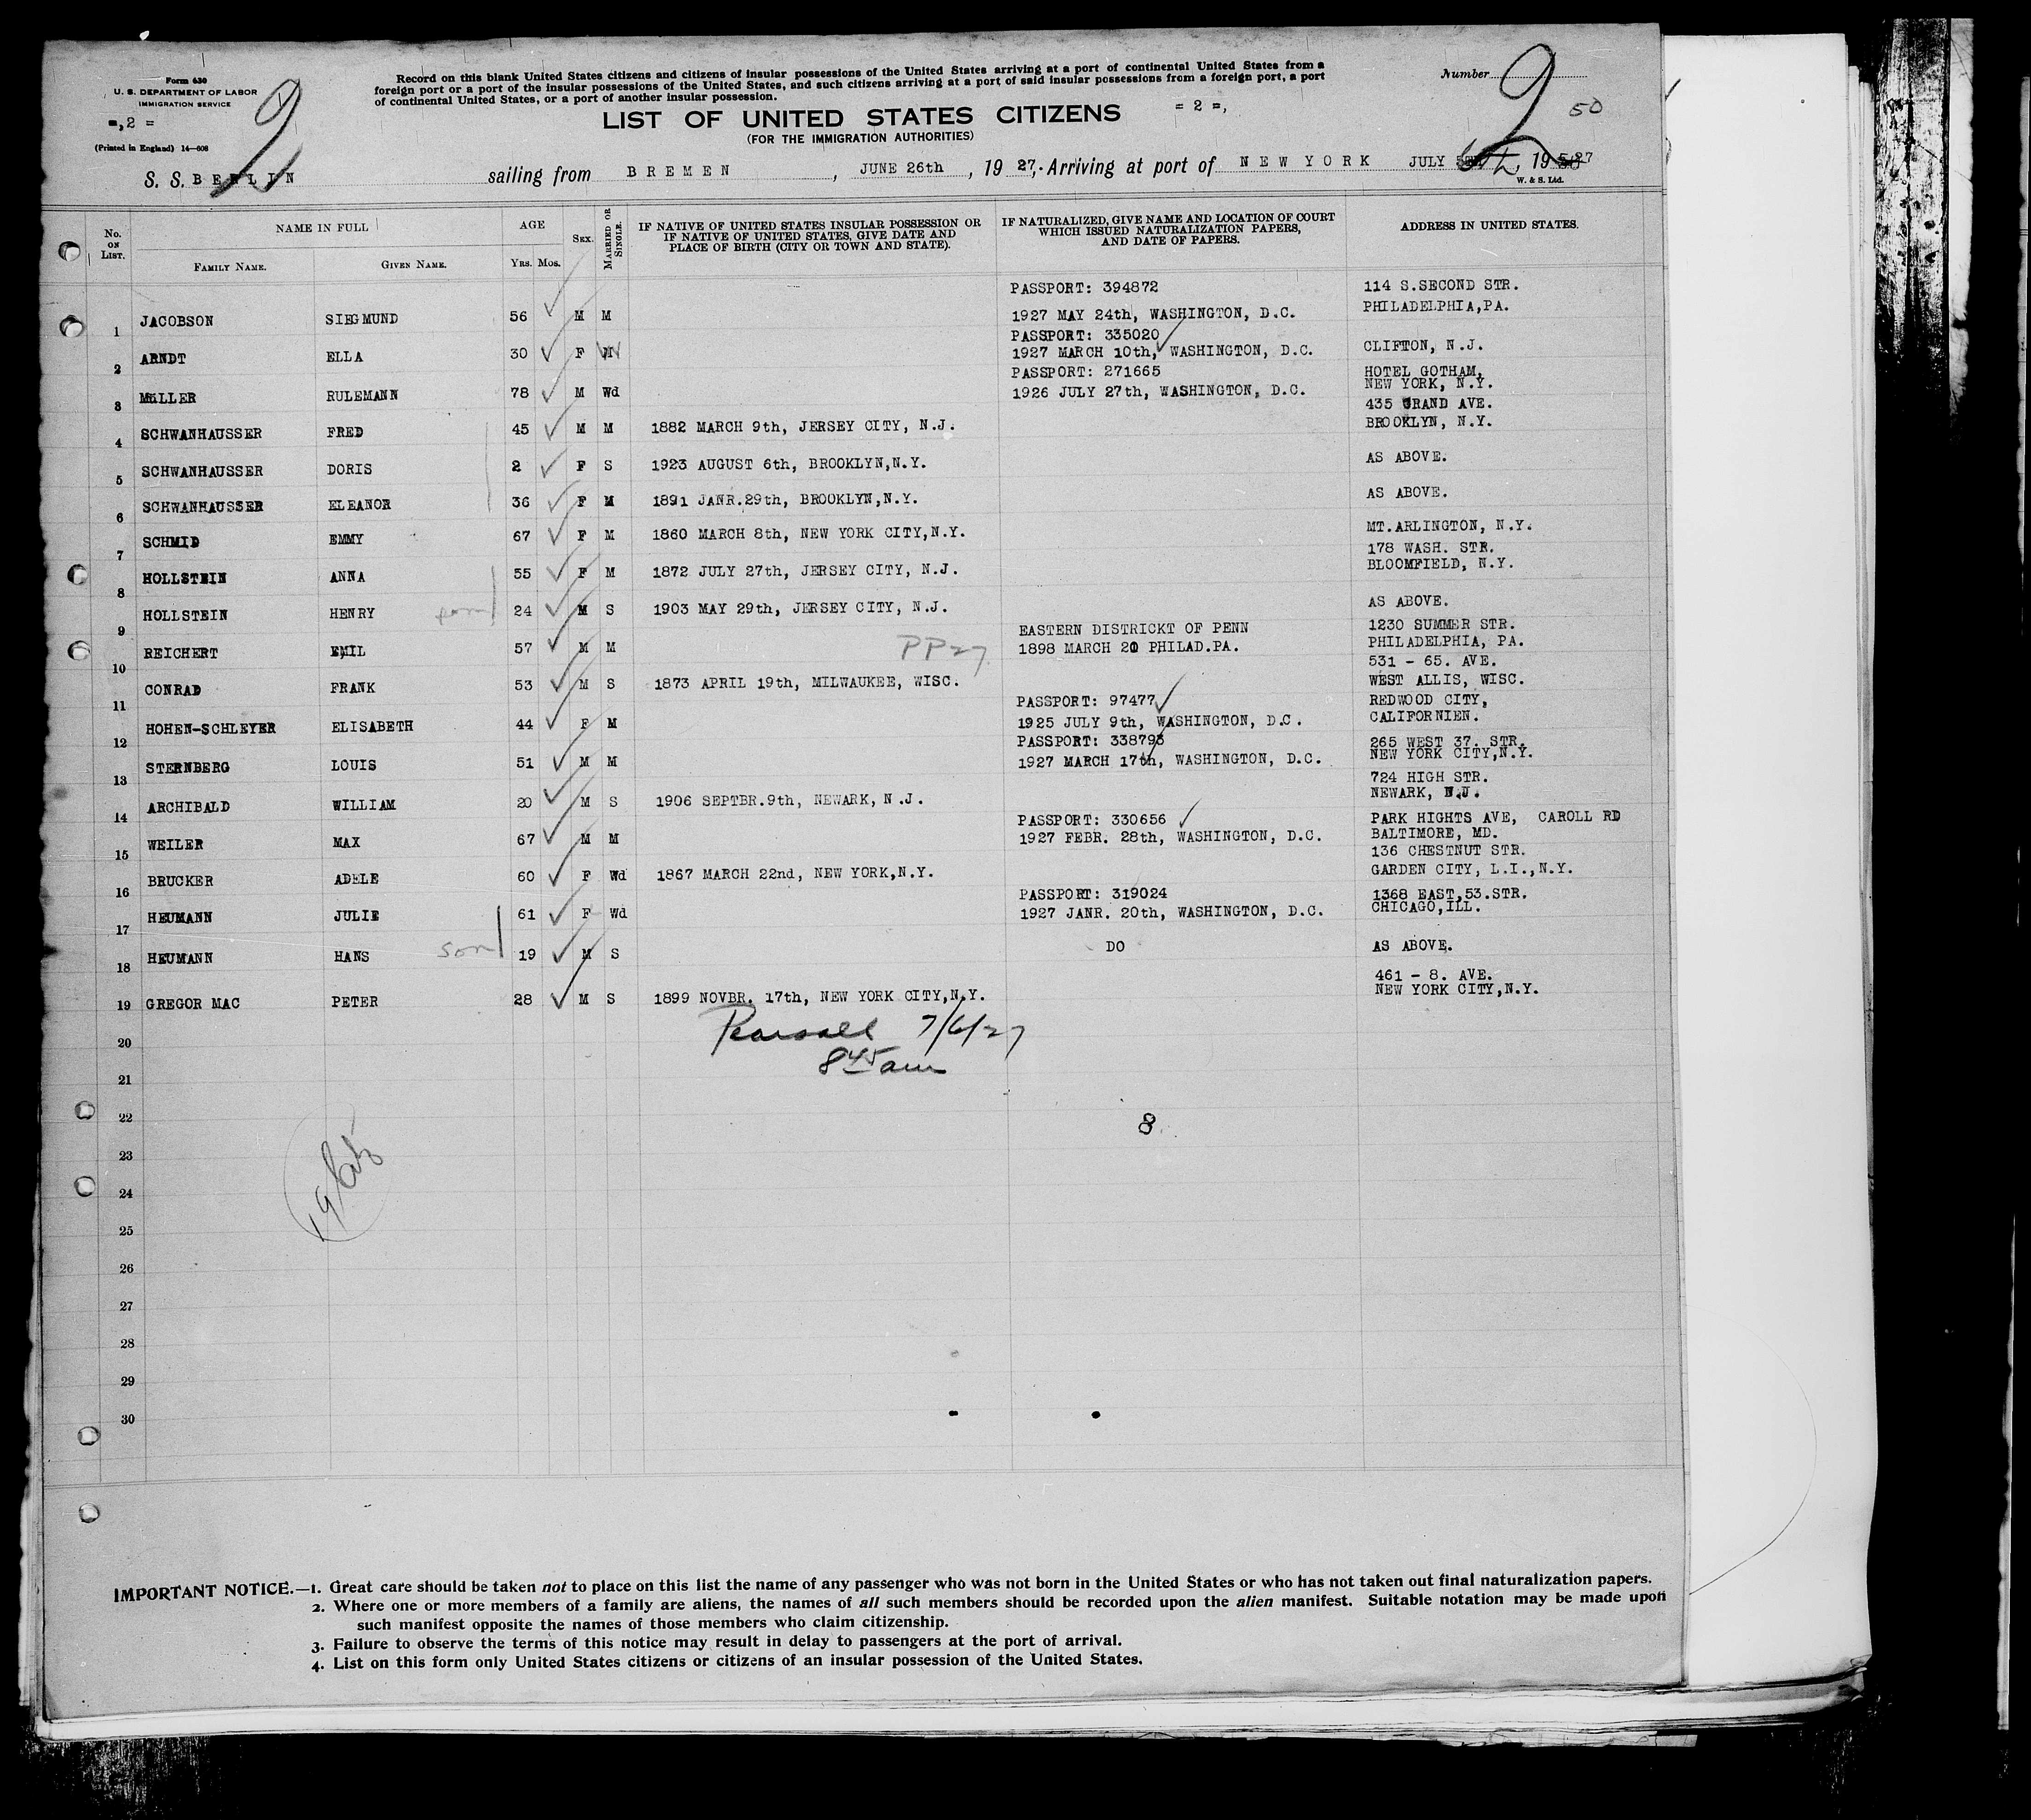 Form 630
U. S. DEPARTMENT OF LABOR
IMMIGRATION SERVICE
=,2 =
(Printed in England) 14—608
2
Record on this blank United States citizens and citizens of insular possessions of the United States arriving at a port of continental United States from a
foreign port or a port of the insular possessions of the United States, and such citizens arriving at a port of said insular possessions from a foreign port, a port
of continental United States, or a port of another insular possession.
LIST OF UNITED STATES CITIZENS = 2 =,
(FOR THE IMMIGRATION AUTHORITIES)
Number 2 50
S. S. BERLIN sailing from BREMEN, JUNE 26th, 19 27,. Arriving at port of NEW YORK JULY 6th, 19 27
W. & S. Ltd.
No. ON LIST. NAME IN FULL AGE SEX. MARRIED OR SINGLE. IF NATIVE OF UNITED STATES INSULAR POSSESSION OR IF NATIVE OF UNITED STATES, GIVE DATE AND PLACE OF BIRTH (CITY OR TOWN AND STATE). IF NATURALIZED, GIVE NAME AND LOCATION OF COURT WHICH ISSUED NATURALIZATION PAPERS, AND DATE OF PAPERS. ADDRESS IN UNITED STATES.
FAMILY NAME. GIVEN NAME. YRS. MOS.
PASSPORT: 394872 114 S.SECOND STR.
1 JACOBSON SIEGMUND 56 M M 1927 MAY 24th, WASHINGTON, D.C. PHILADELPHIA,PA.
PASSPORT: 335020
2 ARNDT ELLA 30 F M 1927 MARCH 10th, WASHINGTON, D.C. CLIFTON, N.J.
PASSPORT: 271665 HOTEL GOTHAM,
3 MüLLER RULEMANN 78 M Wd 1926 JULY 27th, WASHINGTON, D.C. NEW YORK, N.Y.
435 GRAND AVE.
4 SCHWANHAUSSER FRED 45 M M 1882 MARCH 9th, JERSEY CITY, N.J. BROOKLYN, N.Y.
5 SCHWANHAUSSER DORIS 2 F S 1923 AUGUST 6th, BROOKLYN,N.Y. AS ABOVE.
6 SCHWANHAUSSER ELEANOR 36 F M 1891 JANR.29th, BROOKLYN,N.Y. AS ABOVE.
7 SCHMID EMMY 67 F M 1860 MARCH 8th, NEW YORK CITY,N.Y. MT.ARLINGTON, N.Y.
178 WASH. STR.
8 HOLLSTEIN ANNA 55 F M 1872 JULY 27th, JERSEY CITY, N.J. BLOOMFIELD, N.Y.
9 HOLLSTEIN HENRY son 24 M S 1903 MAY 29th, JERSEY CITY, N.J. AS ABOVE.
EASTERN DISTRICKT OF PENN 1230 SUMMER STR.
10 REICHERT EMIL 57 M M PP27 1898 MARCH 20 PHILAD.PA. PHILADELPHIA, PA.
531 - 65. AVE.
11 CONRAD FRANK 53 M S 1873 APRIL 19th, MILWAUKEE, WISC. WEST ALLIS, WISC.
PASSPORT: 97477 REDWOOD CITY,
12 HOHEN-SCHLEYER ELISABETH 44 F M 1925 JULY 9th, WASHINGTON, D.C. CALIFORNIEN.
PASSPORT: 338793 265 WEST 37. STR.
13 STERNBERG LOUIS 51 M M 1927 MARCH 17th, WASHINGTON, D.C. NEW YORK CITY,N.Y.
724 HIGH STR.
14 ARCHIBALD WILLIAM 20 M S 1906 SEPTBR.9th, NEWARK, N.J. NEWARK, N.J.
PASSPORT: 330656 PARK HIGHTS AVE, CAROLL RD
15 WEILER MAX 67 M M 1927 FEBR. 28th, WASHINGTON, D.C. BALTIMORE, MD.
136 CHESTNUT STR.
16 BRUCKER ADELE 60 F Wd 1867 MARCH 22nd, NEW YORK,N.Y. GARDEN CITY, L.I.,N.Y.
PASSPORT: 319024 1368 EAST,53.STR.
17 HEUMANN JULIE 61 F Wd 1927 JANR. 20th, WASHINGTON, D.C. CHICAGO,ILL.
18 HEUMANN HANS son 19 M S DO AS ABOVE.
461 - 8. AVE.
19 GREGOR MAC PETER 28 M S 1899 NOVBR. 17th, NEW YORK CITY,N.Y. NEW YORK CITY,N.Y.
20 Pearsall 7/6/27
21 8 45 am
22 8
23
24 19
25
26
27
28
29
30
IMPORTANT NOTICE.—1. Great care should be taken not to place on this list the name of any passenger who was not born in the United States or who has not taken out final naturalization papers.
2. Where one or more members of a family are aliens, the names of all such members should be recorded upon the alien manifest. Suitable notation may be made upon
such manifest opposite the names of those members who claim citizenship.
3. Failure to observe the terms of this notice may result in delay to passengers at the port of arrival.
4. List on this form only United States citizens or citizens of an insular possession of the United States.